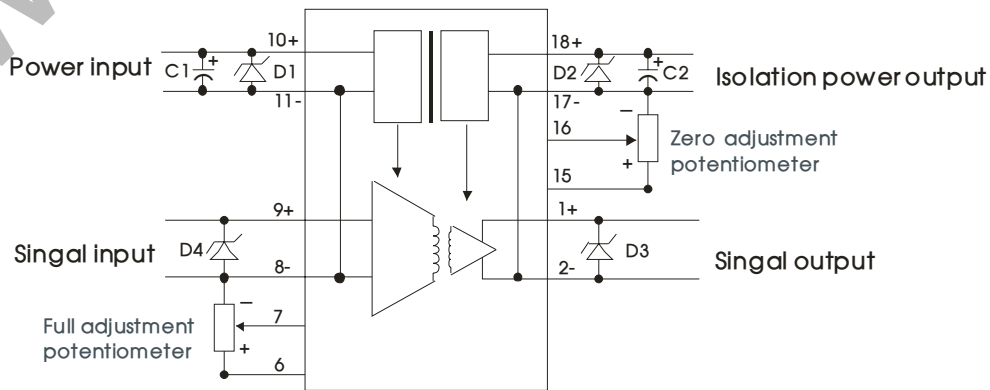 10+
18+
Power input
C1
+
D1
D2
+
C2
Isolation power output
11-
17-
−
16
Zero adjustment
potentiometer
+
15
9+
1+
Singal input
D4
D3
Singal output
8-
2-
−
Full adjustment
potentiometer
7
+
6